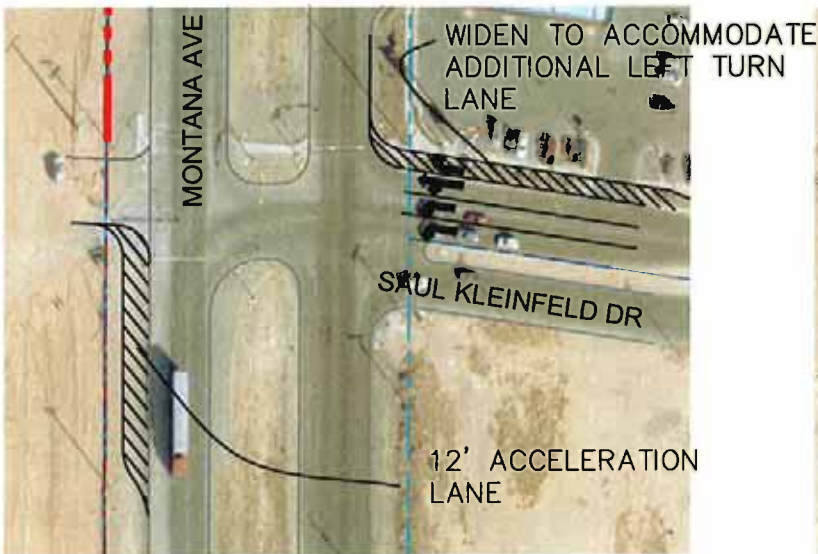 WIDEN TO ACCOMMODATE
ADDITIONAL LEFT TURN
LANE
MONTANA AVE
SAUL KLEINFELD DR
12' ACCELERATION
LANE